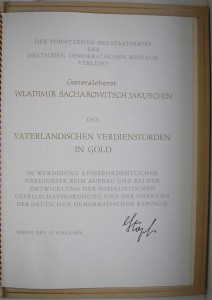 DER VORSITZENDE DES STAATSRATES
DER
DEUTSCHEN DEMOKRATISCHEN REPUBLIK
VERLEIHT
Generaloberst
WLADIMIR SACHAROWITSCH JAKUSCHIN
DEN
VATERLÄNDISCHEN VERDIENSTORDEN
IN GOLD
IN WÜRDIGUNG AUSSERORDENTLICHER
VERDIENSTE BEIM AUFBAU UND BEI DER
ENTWICKLUNG DER SOZIALISTISCHEN
GESELLSCHAFTSORDNUNG UND DER STÄRKUNG
DER DEUTSCHEN DEMOKRATISCHEN REPUBLIK
BERLIN, DEN